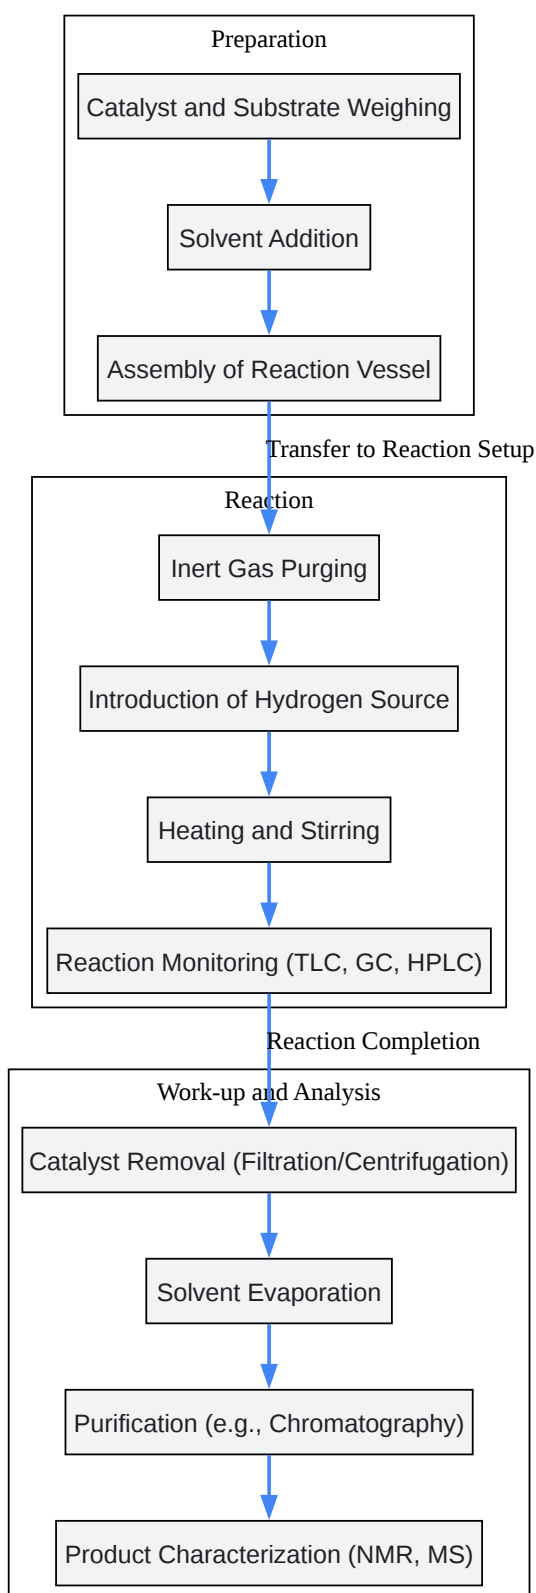 Preparation
Catalyst and Substrate Weighing
Solvent Addition
Assembly of Reaction Vessel
Transfer to Reaction Setup
Reaction
Inert Gas Purging
Introduction of Hydrogen Source
Heating and Stirring
Reaction Monitoring (TLC, GC, HPLC)
Reaction Completion
Work-up and Analysis
Catalyst Removal (Filtration/Centrifugation)
Solvent Evaporation
Purification (e.g., Chromatography)
Product Characterization (NMR, MS)